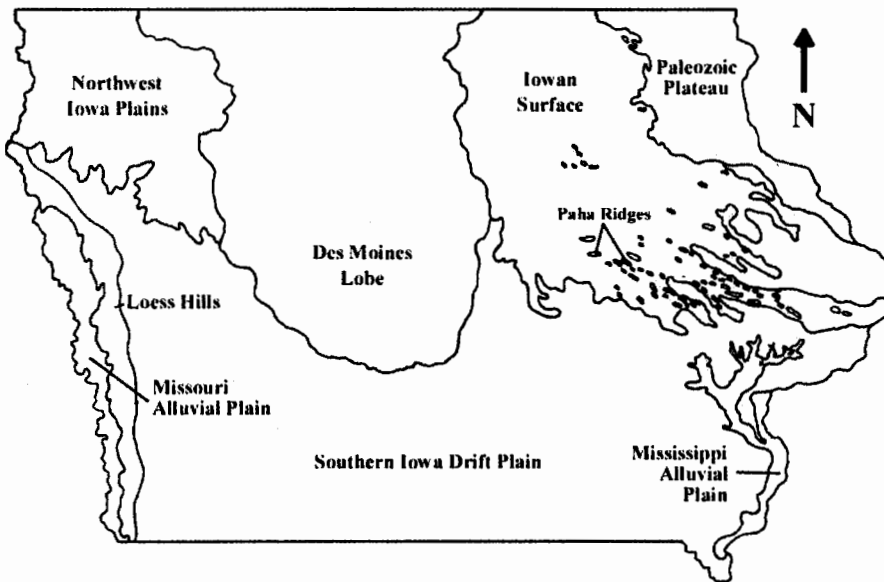 Northwest
Iowa Plains
Iowan
Surface
Paleozoic
Plateau
N
Paha Ridges
Des Moines
Lobe
Loess Hills
Missouri
Alluvial Plain
Southern Iowa Drift Plain
Mississippi
Alluvial
Plain